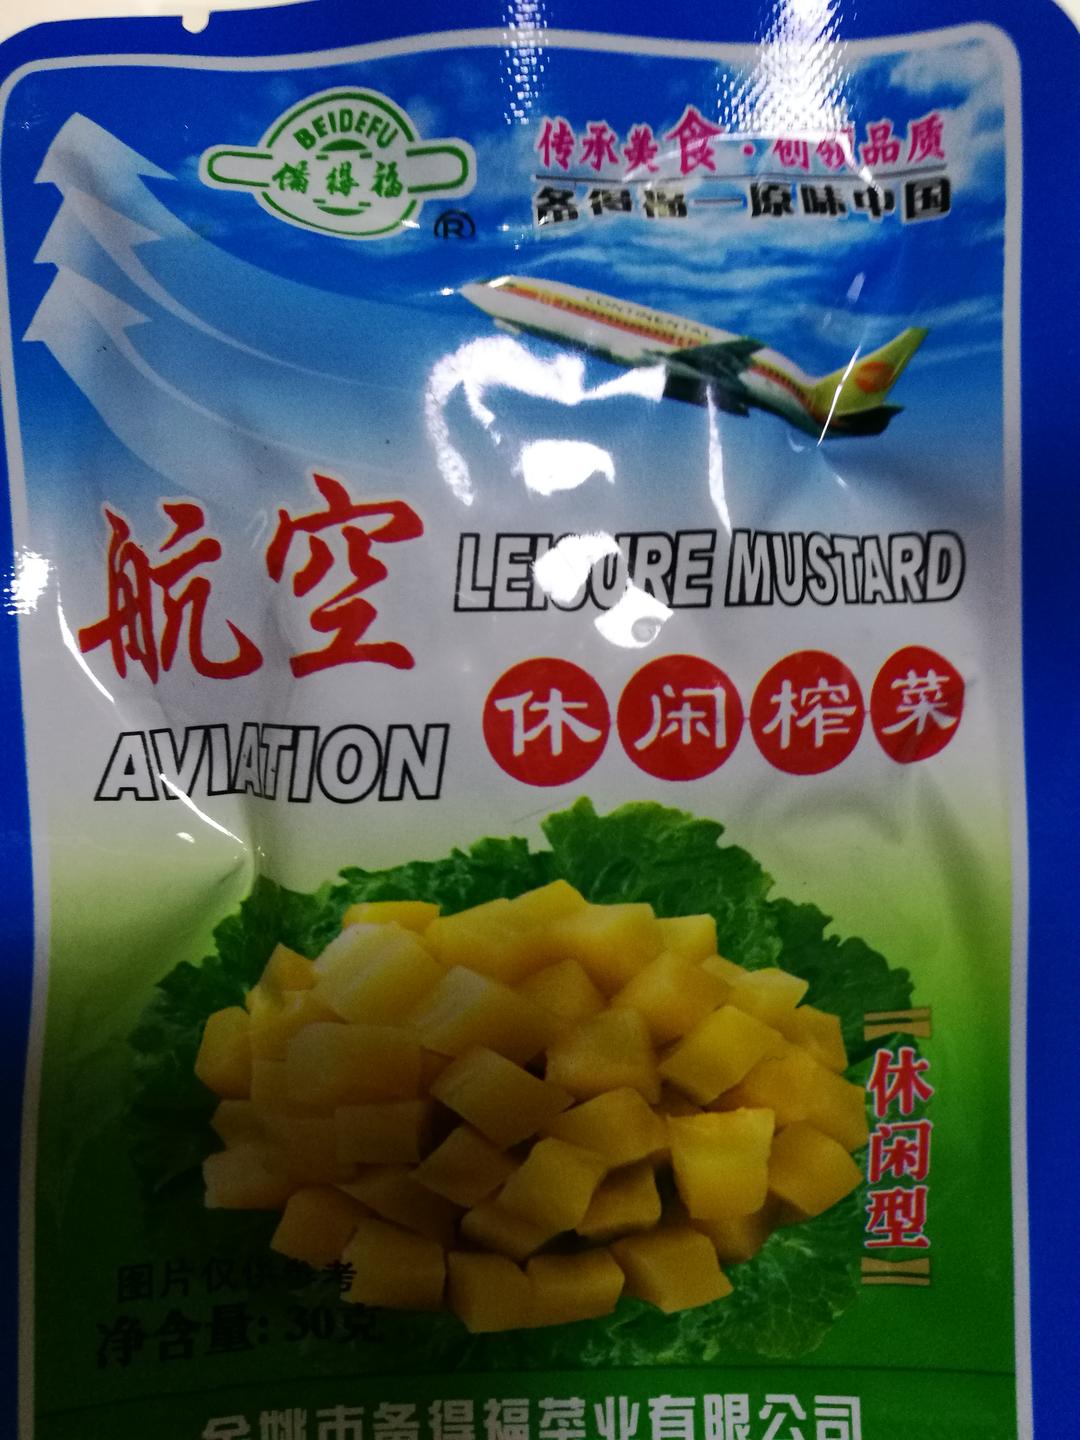 BEIDEFU
備得福
®
传承美食·创领品质
备得福—原味中国
CONTINENTAL
航空
LEISURE MUSTARD
休闲榨菜
AVIATION
休闲型
图片仅供参考
净含量: 30克
余姚市备得福菜业有限公司